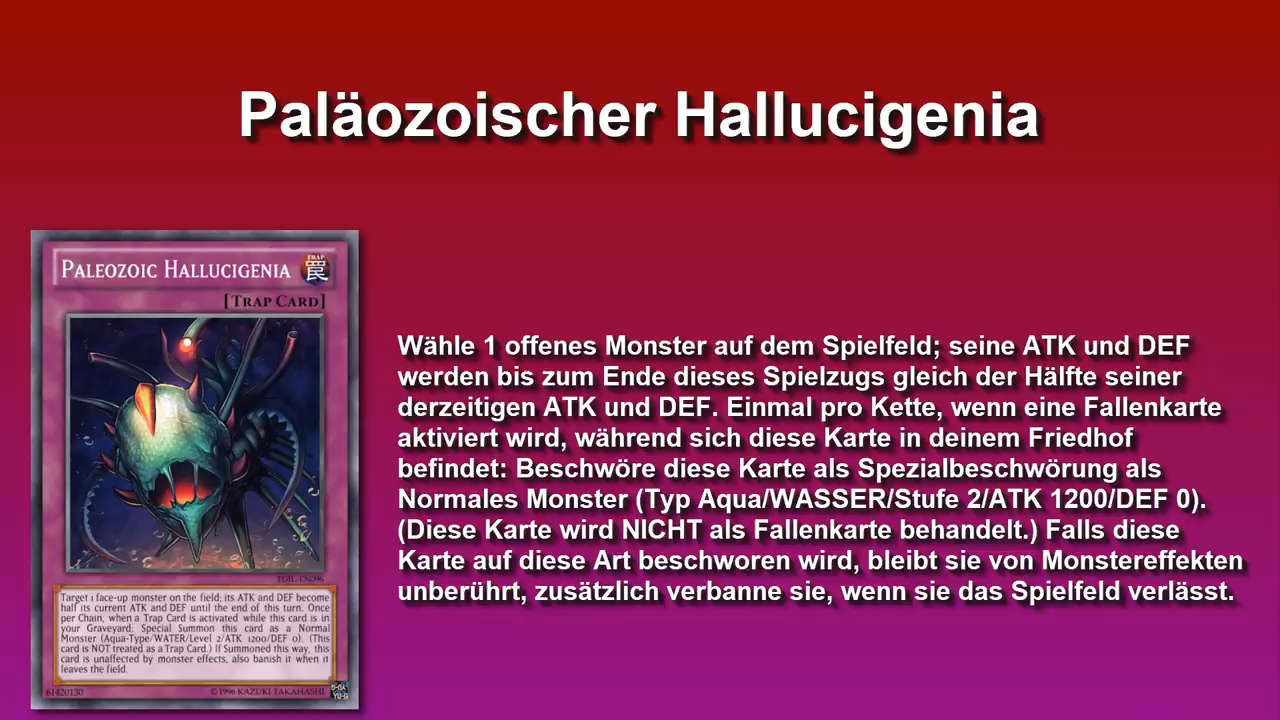 Paläozoischer Hallucigenia
PALEOZOIC HALLUCIGENIA
TRAP
罠
[TRAP CARD]
Wähle 1 offenes Monster auf dem Spielfeld; seine ATK und DEF
werden bis zum Ende dieses Spielzugs gleich der Hälfte seiner
derzeitigen ATK und DEF. Einmal pro Kette, wenn eine Fallenkarte
aktiviert wird, während sich diese Karte in deinem Friedhof
befindet: Beschwöre diese Karte als Spezialbeschwörung als
Normales Monster (Typ Aqua/WASSER/Stufe 2/ATK 1200/DEF 0).
(Diese Karte wird NICHT als Fallenkarte behandelt.) Falls diese
Karte auf diese Art beschworen wird, bleibt sie von Monstereffekten
unberührt, zusätzlich verbanne sie, wenn sie das Spielfeld verlässt.
Target 1 face-up monster on the field; its ATK and DEF become
half its current ATK and DEF until the end of this turn. Once
per Chain, when a Trap Card is activated while this card is in
your Graveyard: Special Summon this card as a Normal
Monster (Aqua-Type/WATER/Level 2/ATK 1200/DEF 0). (This
card is NOT treated as a Trap Card.) If Summoned this way, this
card is unaffected by monster effects, also banish it when it
leaves the field.
61420130
©1996 KAZUKI TAKAHASHI